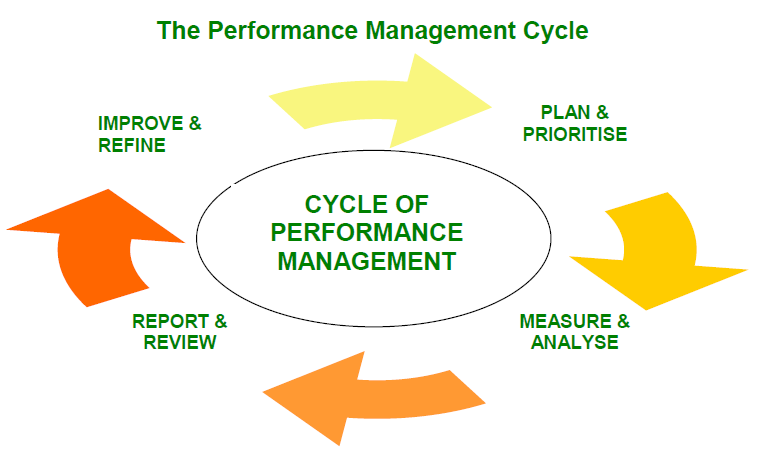 The Performance Management Cycle
IMPROVE &
REFINE
PLAN &
PRIORITISE
CYCLE OF
PERFORMANCE
MANAGEMENT
REPORT &
REVIEW
MEASURE &
ANALYSE